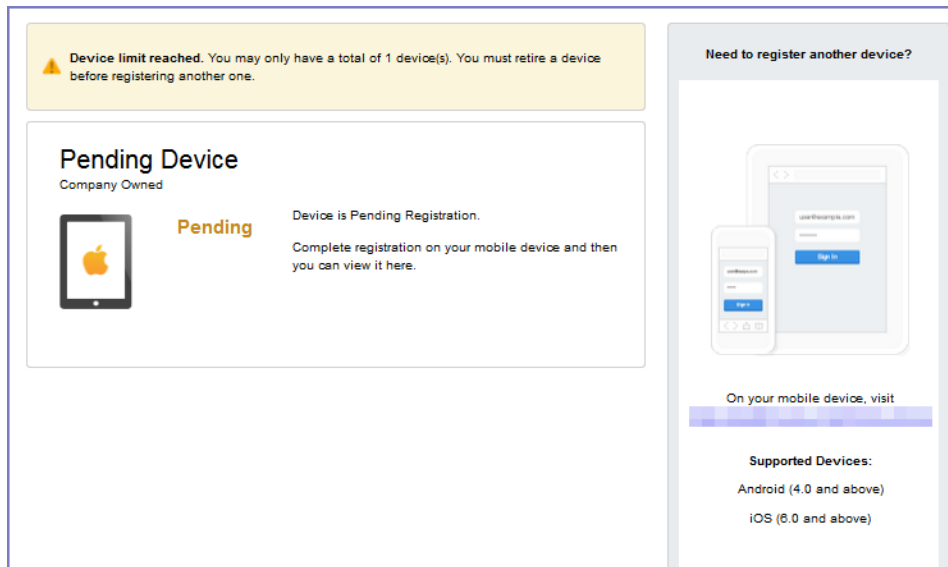 Device limit reached. You may only have a total of 1 device(s). You must retire a device
before registering another one.
Pending Device
Company Owned
Pending
Device is Pending Registration.
Complete registration on your mobile device and then
you can view it here.
Need to register another device?
Sign In
Sign In
On your mobile device, visit
Supported Devices:
Android (4.0 and above)
iOS (6.0 and above)